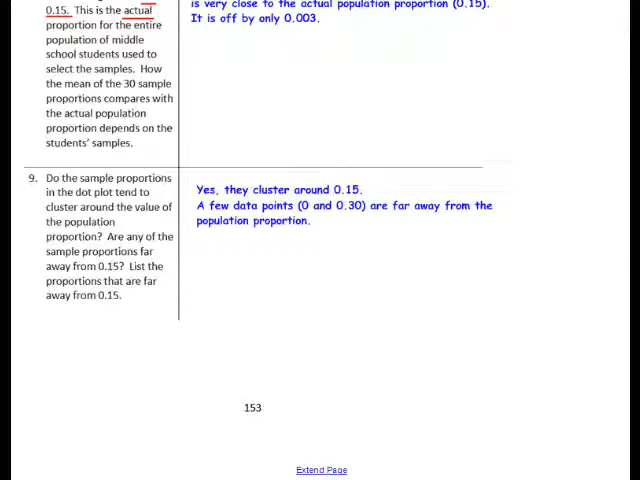 0.15. This is the actual
proportion for the entire
population of middle
school students used to
select the samples. How
the mean of the 30 sample
proportions compares with
the actual population
proportion depends on the
students' samples.
is very close to the actual population proportion (0.15).
It is off by only 0.003.
9. Do the sample proportions
in the dot plot tend to
cluster around the value of
the population
proportion? Are any of the
sample proportions far
away from 0.15? List the
proportions that are far
away from 0.15.
Yes, they cluster around 0.15.
A few data points (0 and 0.30) are far away from the
population proportion.
153
Extend Page